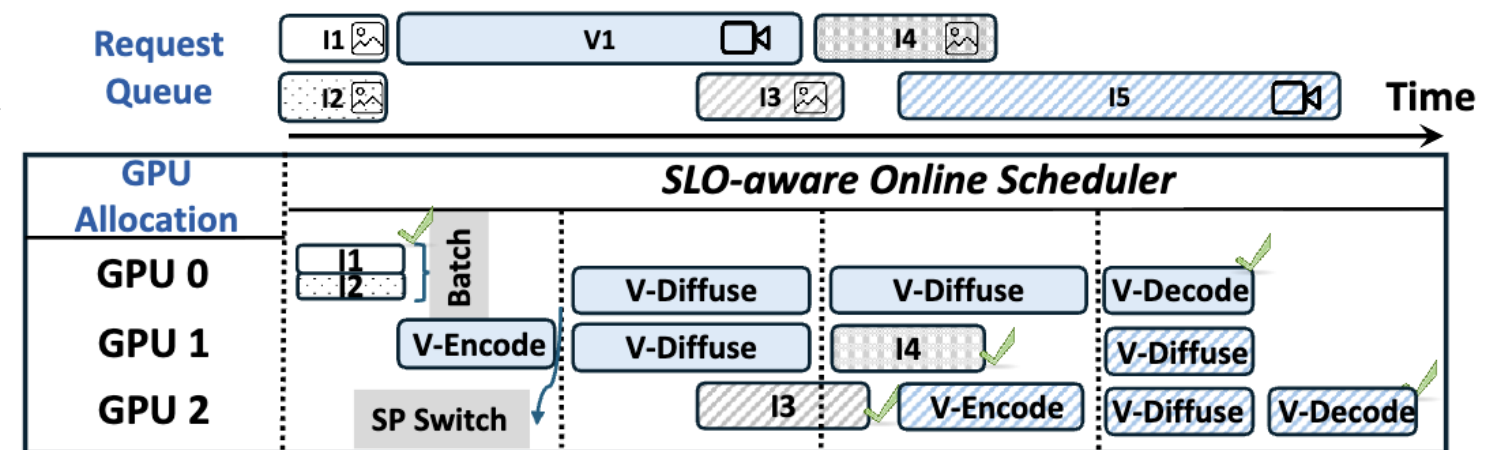 Request
Queue
I1
V1
I4
I2
I3
I5
Time
GPU
Allocation
SLO-aware Online Scheduler
GPU 0
I1
I2
Batch
V-Diffuse
V-Diffuse
V-Decode
GPU 1
V-Encode
V-Diffuse
I4
V-Diffuse
GPU 2
SP Switch
I3
V-Encode
V-Diffuse
V-Decode